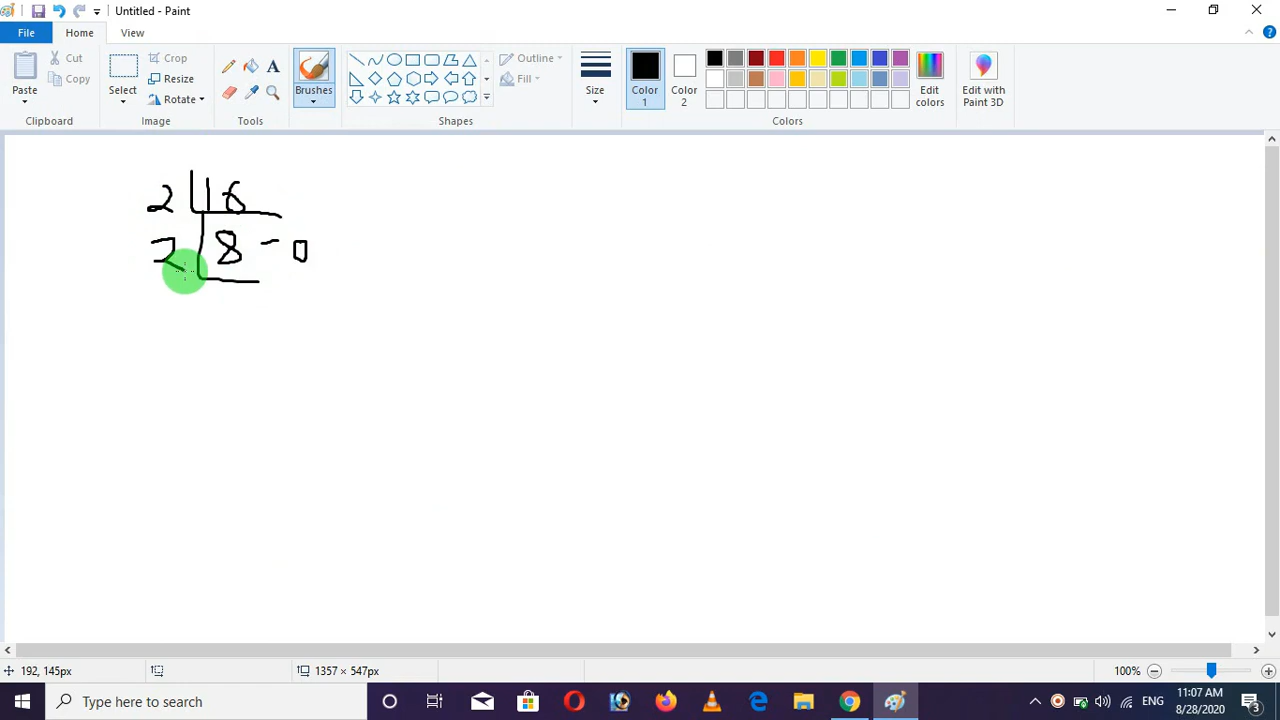 Untitled - Paint
File
Home
View
Paste
Cut
Copy
Clipboard
Select
Crop
Resize
Rotate
Image
A
Tools
Brushes
Outline
Fill
Shapes
Size
Color 1
Color 2
Edit colors
Colors
Edit with Paint 3D
2 16
2 8 - 0
192, 145px
1357 × 547px
100%
Type here to search
ENG
11:07 AM
8/28/2020
3